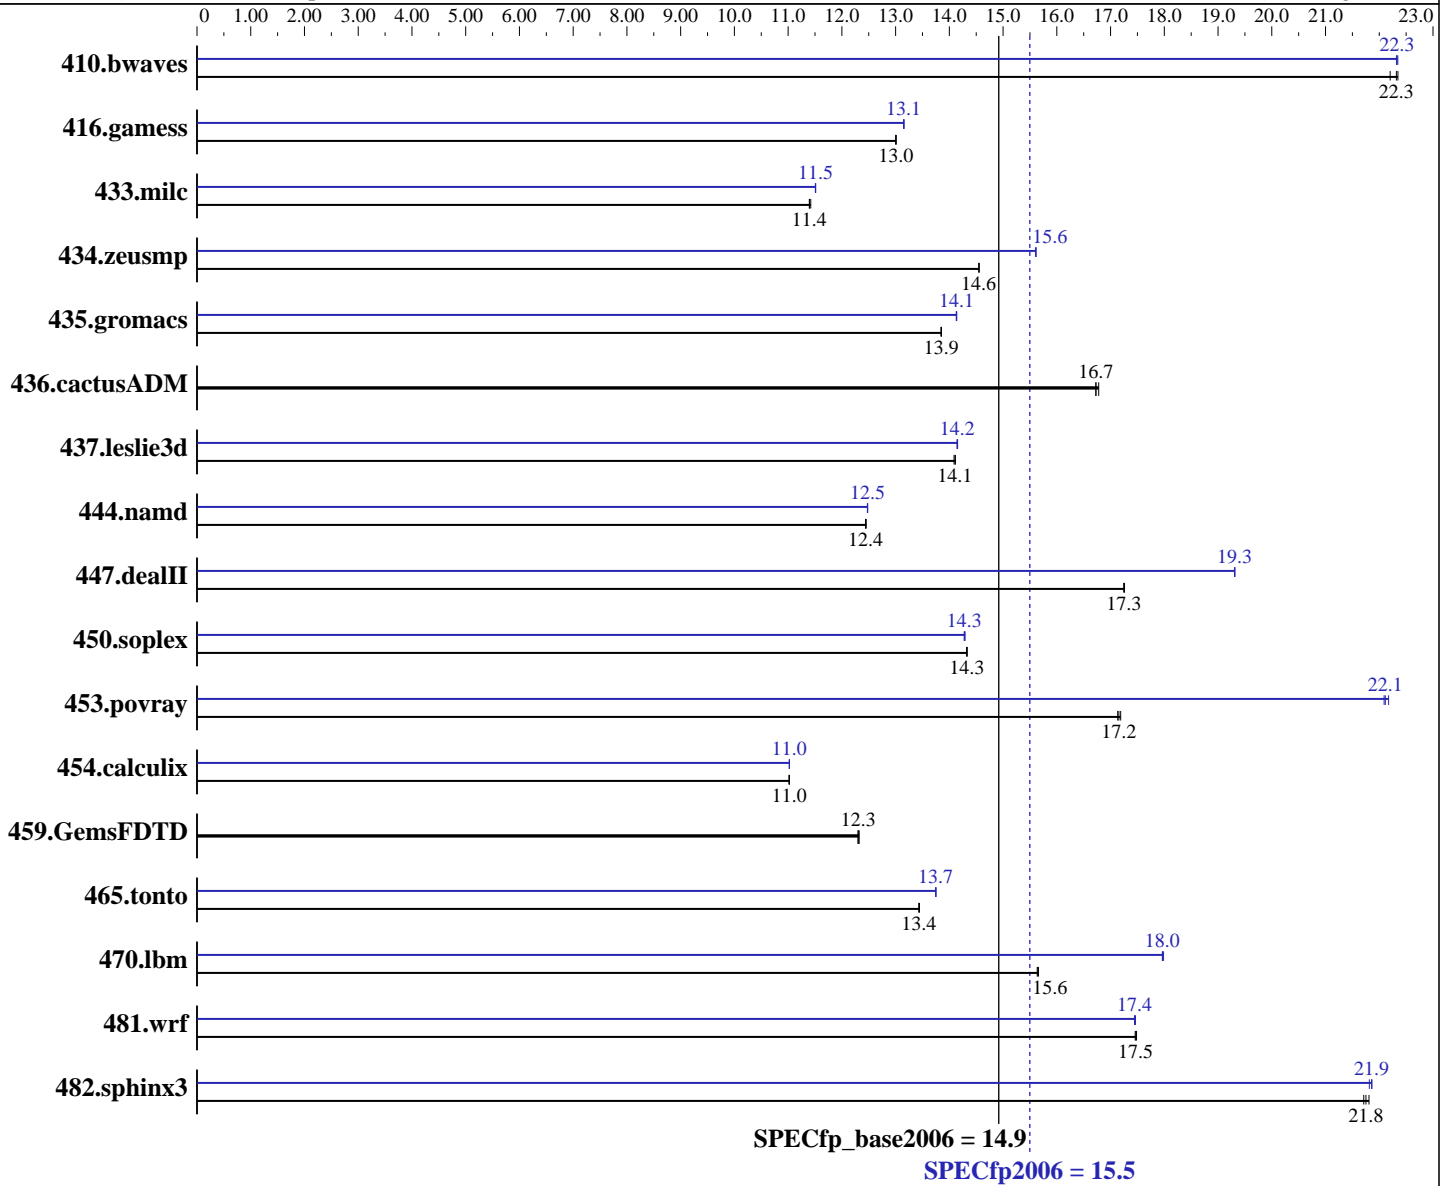 0 1.00 2.00 3.00 4.00 5.00 6.00 7.00 8.00 9.00 10.0 11.0 12.0 13.0 14.0 15.0 16.0 17.0 18.0 19.0 20.0 21.0 23.0
22.3
410.bwaves
22.3
13.1
416.gamess
13.0
11.5
433.milc
11.4
15.6
434.zeusmp
14.6
14.1
435.gromacs
13.9
16.7
436.cactusADM
14.2
437.leslie3d
14.1
12.5
444.namd
12.4
19.3
447.dealII
17.3
14.3
450.soplex
14.3
22.1
453.povray
17.2
11.0
454.calculix
11.0
12.3
459.GemsFDTD
13.7
465.tonto
13.4
18.0
470.lbm
15.6
17.4
481.wrf
17.5
21.9
482.sphinx3
21.8
SPECfp_base2006 = 14.9
SPECfp2006 = 15.5